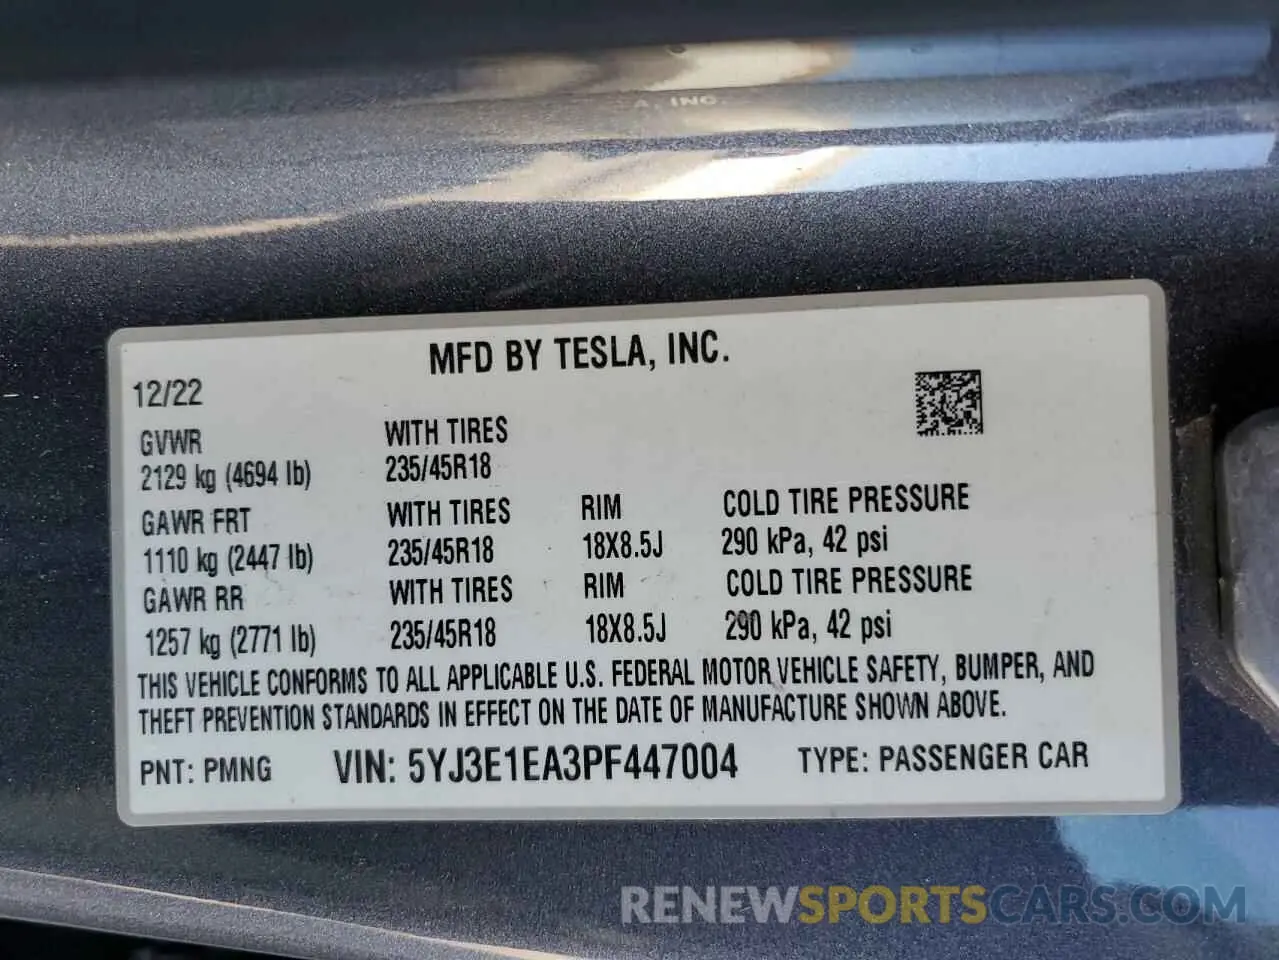 A, INC.
MFD BY TESLA, INC.
12/22
GVWR WITH TIRES
2129 kg (4694 lb) 235/45R18
GAWR FRT WITH TIRES RIM COLD TIRE PRESSURE
1110 kg (2447 lb) 235/45R18 18X8.5J 290 kPa, 42 psi
GAWR RR WITH TIRES RIM COLD TIRE PRESSURE
1257 kg (2771 lb) 235/45R18 18X8.5J 290 kPa, 42 psi
THIS VEHICLE CONFORMS TO ALL APPLICABLE U.S. FEDERAL MOTOR VEHICLE SAFETY, BUMPER, AND
THEFT PREVENTION STANDARDS IN EFFECT ON THE DATE OF MANUFACTURE SHOWN ABOVE.
PNT: PMNG VIN: 5YJ3E1EA3PF447004 TYPE: PASSENGER CAR
RENEWSPORTSCARS.COM